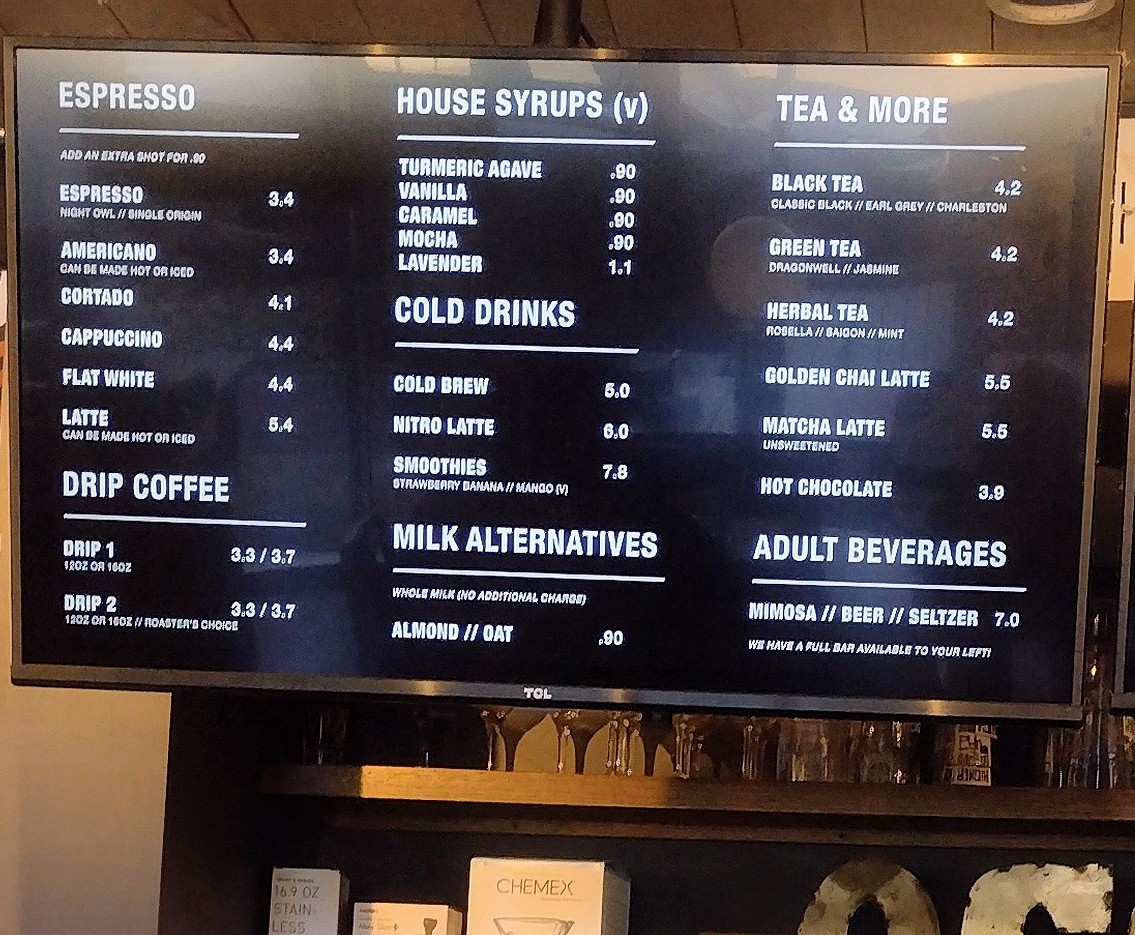 ESPRESSO
ADD AN EXTRA SHOT FOR .90
ESPRESSO 3.4
NIGHT OWL // SINGLE ORIGIN
AMERICANO 3.4
CAN BE MADE HOT OR ICED
CORTADO 4.1
CAPPUCCINO 4.4
FLAT WHITE 4.4
LATTE 5.4
CAN BE MADE HOT OR ICED
DRIP COFFEE
DRIP 1 3.3 / 3.7
12OZ OR 16OZ
DRIP 2 3.3 / 3.7
12OZ OR 16OZ // ROASTER'S CHOICE
HOUSE SYRUPS (v)
TURMERIC AGAVE .90
VANILLA .90
CARAMEL .90
MOCHA .90
LAVENDER 1.1
COLD DRINKS
COLD BREW 5.0
NITRO LATTE 6.0
SMOOTHIES 7.8
STRAWBERRY BANANA // MANGO (V)
MILK ALTERNATIVES
WHOLE MILK (NO ADDITIONAL CHARGE)
ALMOND // OAT .90
TEA & MORE
BLACK TEA 4.2
CLASSIC BLACK // EARL GREY // CHARLESTON
GREEN TEA 4.2
DRAGONWELL // JASMINE
HERBAL TEA 4.2
ROSELLA // SAIGON // MINT
GOLDEN CHAI LATTE 5.5
MATCHA LATTE 5.5
UNSWEETENED
HOT CHOCOLATE 3.9
ADULT BEVERAGES
MIMOSA // BEER // SELTZER 7.0
WE HAVE A FULL BAR AVAILABLE TO YOUR LEFT!
TCL
16.9 OZ
STAIN-
LESS
CHEMEX